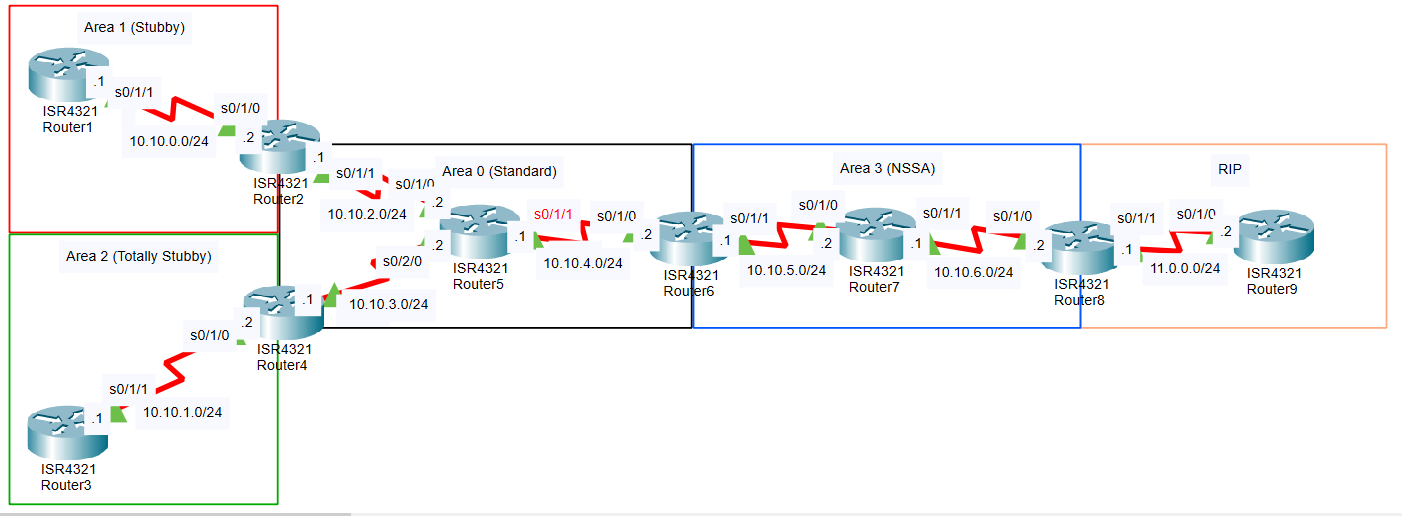 Area 1 (Stubby)
.1
s0/1/1
ISR4321
Router1
10.10.0.0/24
s0/1/0
.2
ISR4321
Router2
.1
s0/1/1
10.10.2.0/24
s0/1/0
.2
Area 0 (Standard)
Area 2 (Totally Stubby)
.2
s0/2/0
10.10.3.0/24
.1
ISR4321
Router4
.2
s0/1/0
s0/1/1
10.10.1.0/24
.1
ISR4321
Router3
ISR4321
Router5
.1
s0/1/1
10.10.4.0/24
s0/1/0
.2
ISR4321
Router6
Area 3 (NSSA)
.1
s0/1/1
10.10.5.0/24
s0/1/0
.2
ISR4321
Router7
.1
s0/1/1
10.10.6.0/24
s0/1/0
.2
ISR4321
Router8
RIP
.1
s0/1/1
11.0.0.0/24
s0/1/0
.2
ISR4321
Router9